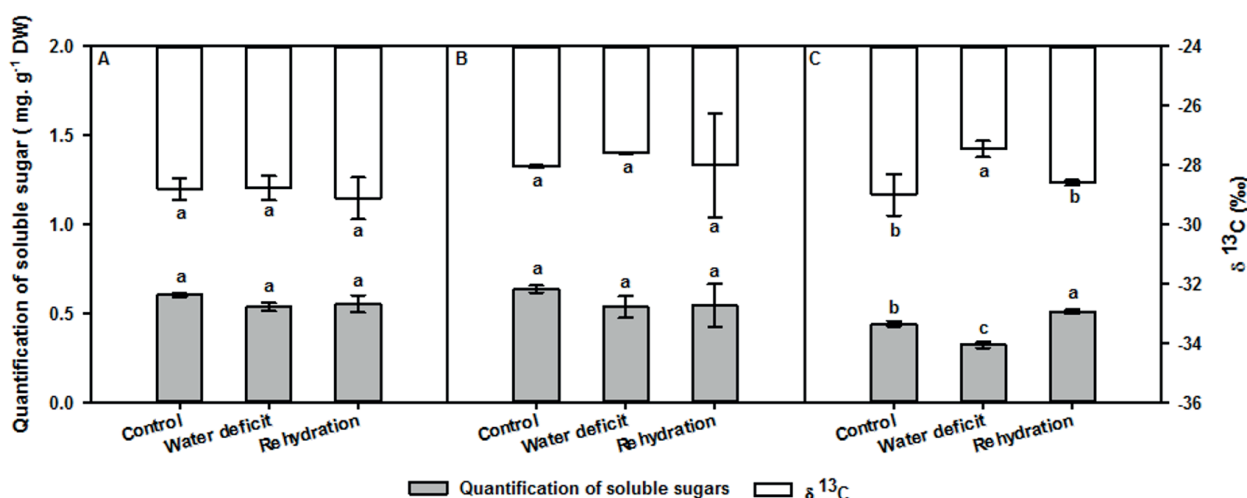 Quantification of soluble sugar ( mg. g-1 DW)
2.0
1.5
1.0
0.5
0.0
A
a
a
a
a
a
a
Control
Water deficit
Rehydration
B
a
a
a
a
a
a
Control
Water deficit
Rehydration
C
b
a
b
b
c
a
Control
Water deficit
Rehydration
-24
-26
-28
-30
-32
-34
-36
δ 13C (‰)
Quantification of soluble sugars
δ 13C